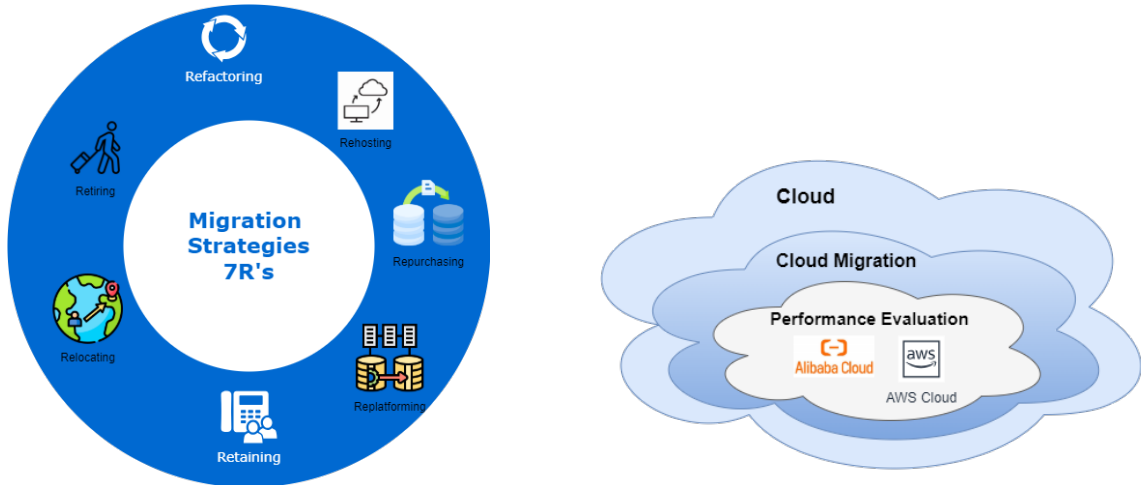 Refactoring
Rehosting
Retiring
Migration
Strategies
7R's
Repurchasing
Relocating
Replatforming
Retaining
Cloud
Cloud Migration
Performance Evaluation
Alibaba Cloud
aws
AWS Cloud